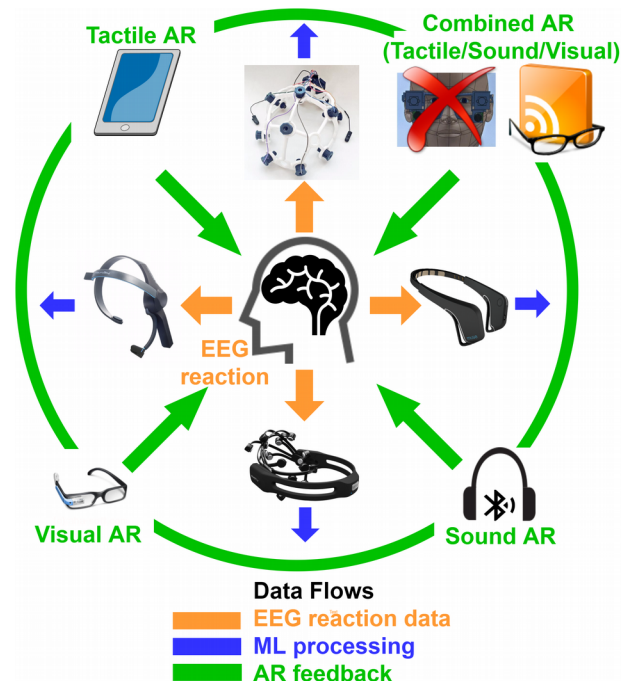 Tactile AR
Combined AR
(Tactile/Sound/Visual)
EEG
reaction
Visual AR
Sound AR
Data Flows
EEG reaction data
ML processing
AR feedback